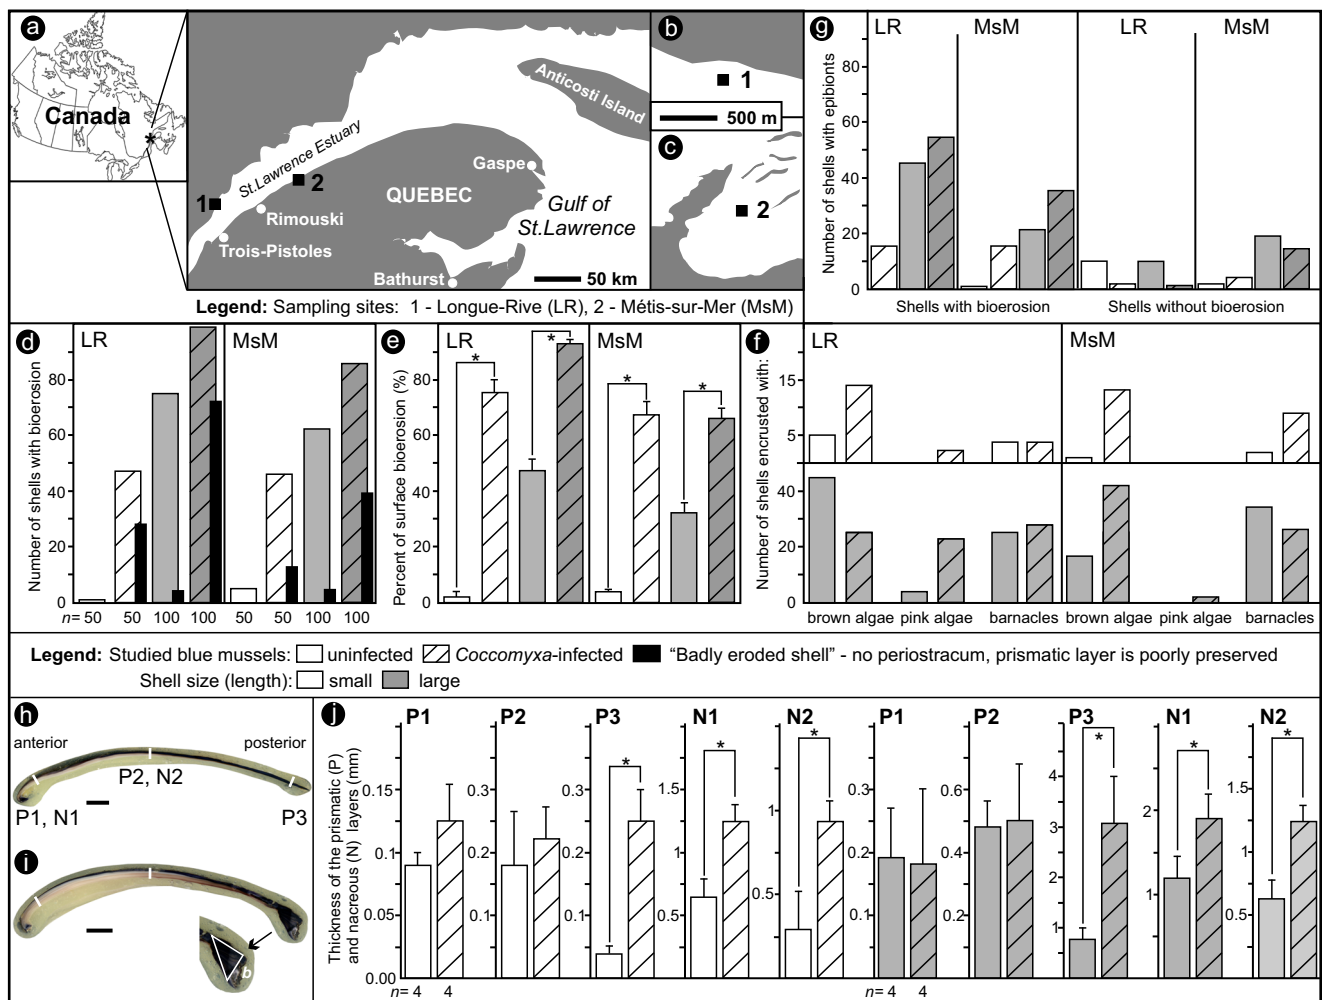 a
Canada
*
St.Lawrence Estuary
Anticosti Island
Gaspe
1
2
QUEBEC
Rimouski
Gulf of
St.Lawrence
Trois-Pistoles
Bathurst
50 km
b
1
500 m
c
2
Legend: Sampling sites: 1 - Longue-Rive (LR), 2 - Métis-sur-Mer (MsM)
g
LR MsM LR MsM
Number of shells with epibionts
80
60
40
20
0
Shells with bioerosion Shells without bioerosion
d
LR MsM
Number of shells with bioerosion
80
60
40
20
0
n= 50 50 100 100 50 50 100 100
e
LR MsM
Percent of surface bioerosion (%)
80
60
40
20
0
* * * *
f
LR MsM
Number of shells encrusted with:
15
5
40
20
0
brown algae pink algae barnacles brown algae pink algae barnacles
Legend: Studied blue mussels: uninfected Coccomyxa-infected “Badly eroded shell” - no periostracum, prismatic layer is poorly preserved
Shell size (length): small large
h
anterior posterior
P2, N2
P1, N1 P3
i
b
j
P1 P2 P3 N1 N2 P1 P2 P3 N1 N2
Thickness of the prismatic (P)
and nacreous (N) layers (mm)
0.15
0.1
0.05
0.00
0.3
0.2
0.1
0.3
0.2
0.1
1.5
1
0.5
1
0.5
0.3
0.2
0.1
0.6
0.4
0.2
4
3
2
1
2
1
1.5
1
0.5
* * * * * *
n= 4 4 n= 4 4